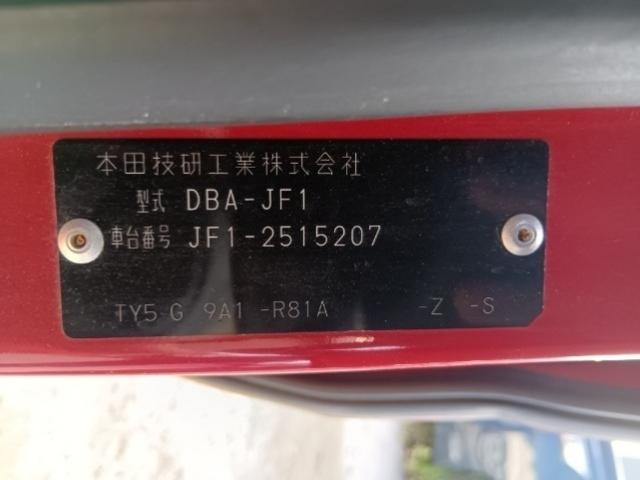 本田技研工業株式会社
型式 DBA-JF1
車台番号 JF1-2515207
TY5 G 9A1 -R81A -Z -S